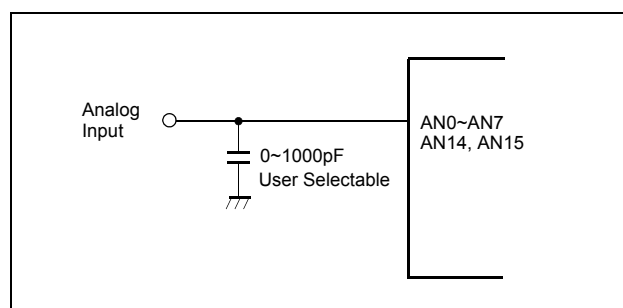 Analog
Input
AN0~AN7
AN14, AN15
0~1000pF
User Selectable